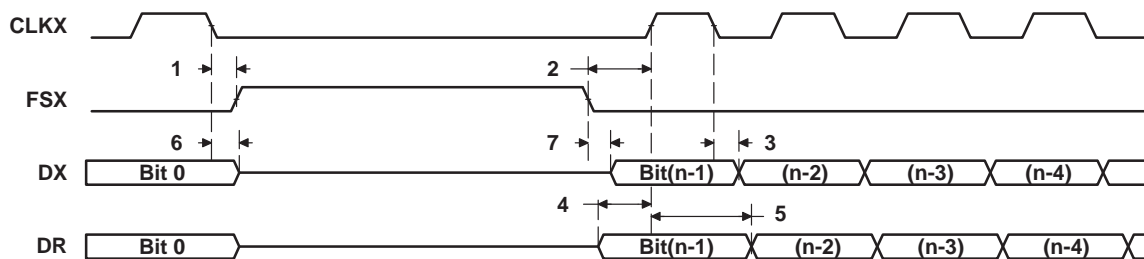 CLKX
1 2
FSX
6 7 3
DX Bit 0 Bit(n-1) (n-2) (n-3) (n-4)
4 5
DR Bit 0 Bit(n-1) (n-2) (n-3) (n-4)